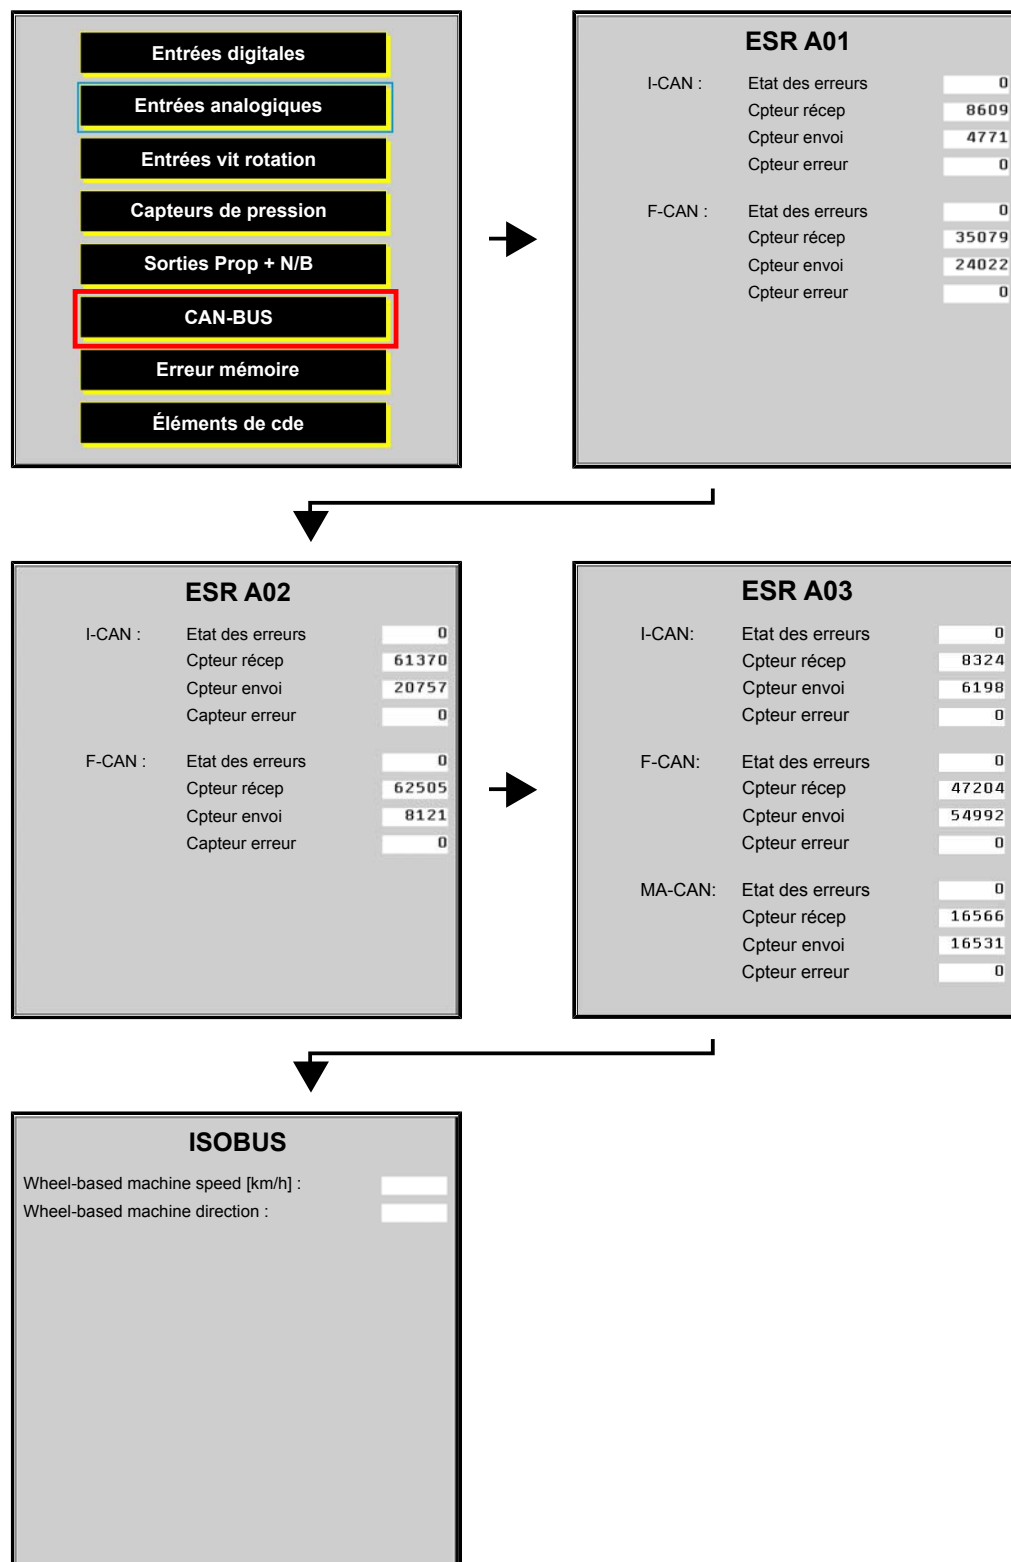 Entrées digitales
Entrées analogiques
Entrées vit rotation
Capteurs de pression
Sorties Prop + N/B
CAN-BUS
Erreur mémoire
Éléments de cde
ESR A01
I-CAN : Etat des erreurs 0
Cpteur récep 8609
Cpteur envoi 4771
Cpteur erreur 0
F-CAN : Etat des erreurs 0
Cpteur récep 35079
Cpteur envoi 24022
Cpteur erreur 0
ESR A02
I-CAN : Etat des erreurs 0
Cpteur récep 61370
Cpteur envoi 20757
Capteur erreur 0
F-CAN : Etat des erreurs 0
Cpteur récep 62505
Cpteur envoi 8121
Capteur erreur 0
ESR A03
I-CAN: Etat des erreurs 0
Cpteur récep 8324
Cpteur envoi 6198
Cpteur erreur 0
F-CAN: Etat des erreurs 0
Cpteur récep 47204
Cpteur envoi 54992
Cpteur erreur 0
MA-CAN: Etat des erreurs 0
Cpteur récep 16566
Cpteur envoi 16531
Cpteur erreur 0
ISOBUS
Wheel-based machine speed [km/h] :
Wheel-based machine direction :